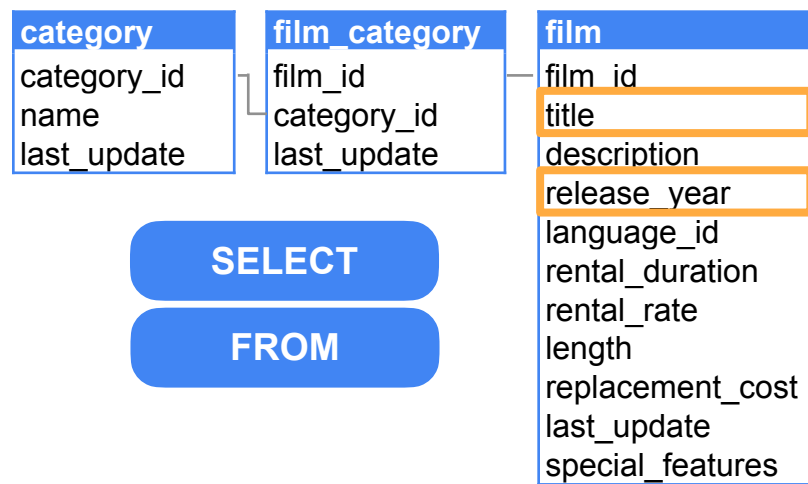 category
category_id
name
last_update
film_category
film_id
category_id
last_update
film
film_id
title
description
release_year
language_id
rental_duration
rental_rate
length
replacement_cost
last_update
special_features
SELECT
FROM